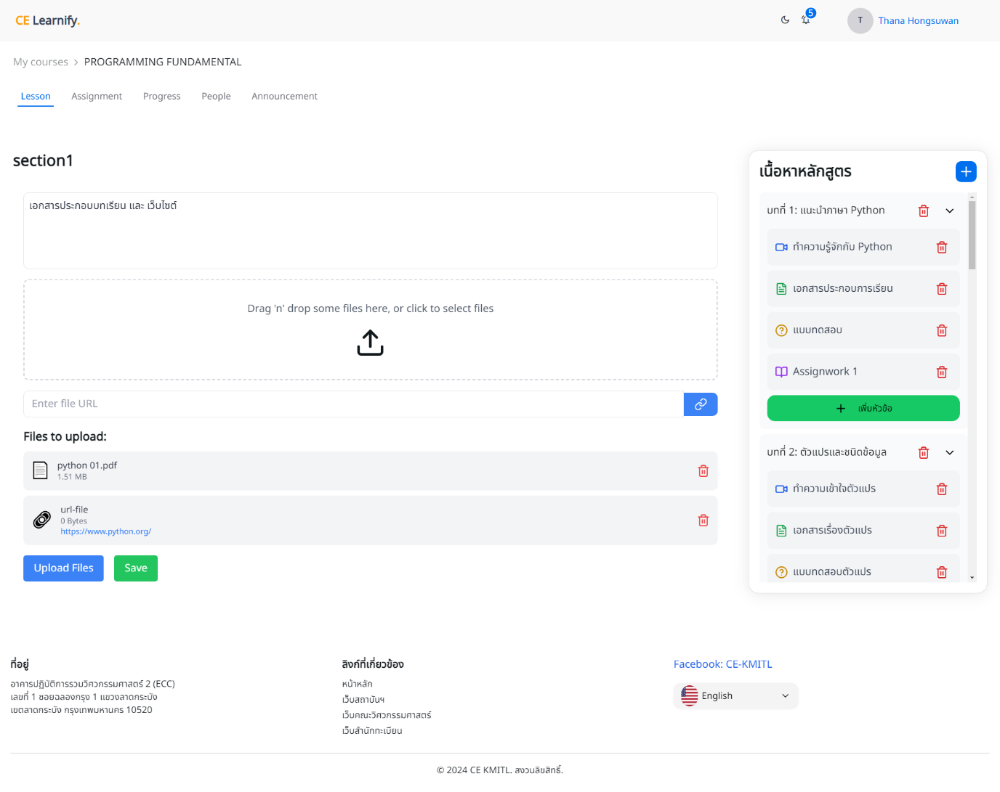 CE Learnify.
5
T
Thana Hongsuwan
My courses > PROGRAMMING FUNDAMENTAL
Lesson
Assignment
Progress
People
Announcement
section1
เอกสารประกอบบทเรียน และ เว็บไซต์
Drag 'n' drop some files here, or click to select files
Enter file URL
Files to upload:
python 01.pdf
1.51 MB
url-file
0 Bytes
https://www.python.org/
Upload Files
Save
เนื้อหาหลักสูตร
บทที่ 1: แนะนำภาษา Python
ทำความรู้จักกับ Python
เอกสารประกอบการเรียน
แบบทดสอบ
Assignwork 1
เพิ่มหัวข้อ
บทที่ 2: ตัวแปรและชนิดข้อมูล
ทำความเข้าใจตัวแปร
เอกสารเรื่องตัวแปร
แบบทดสอบตัวแปร
ที่อยู่
อาคารปฏิบัติการรวมวิศวกรรมศาสตร์ 2 (ECC)
เลขที่ 1 ซอยฉลองกรุง 1 แขวงลาดกระบัง
เขตลาดกระบัง กรุงเทพมหานคร 10520
ลิงก์ที่เกี่ยวข้อง
หน้าหลัก
เว็บสถาบันฯ
เว็บคณะวิศวกรรมศาสตร์
เว็บสำนักทะเบียน
Facebook: CE-KMITL
English
© 2024 CE KMITL. สงวนลิขสิทธิ์.